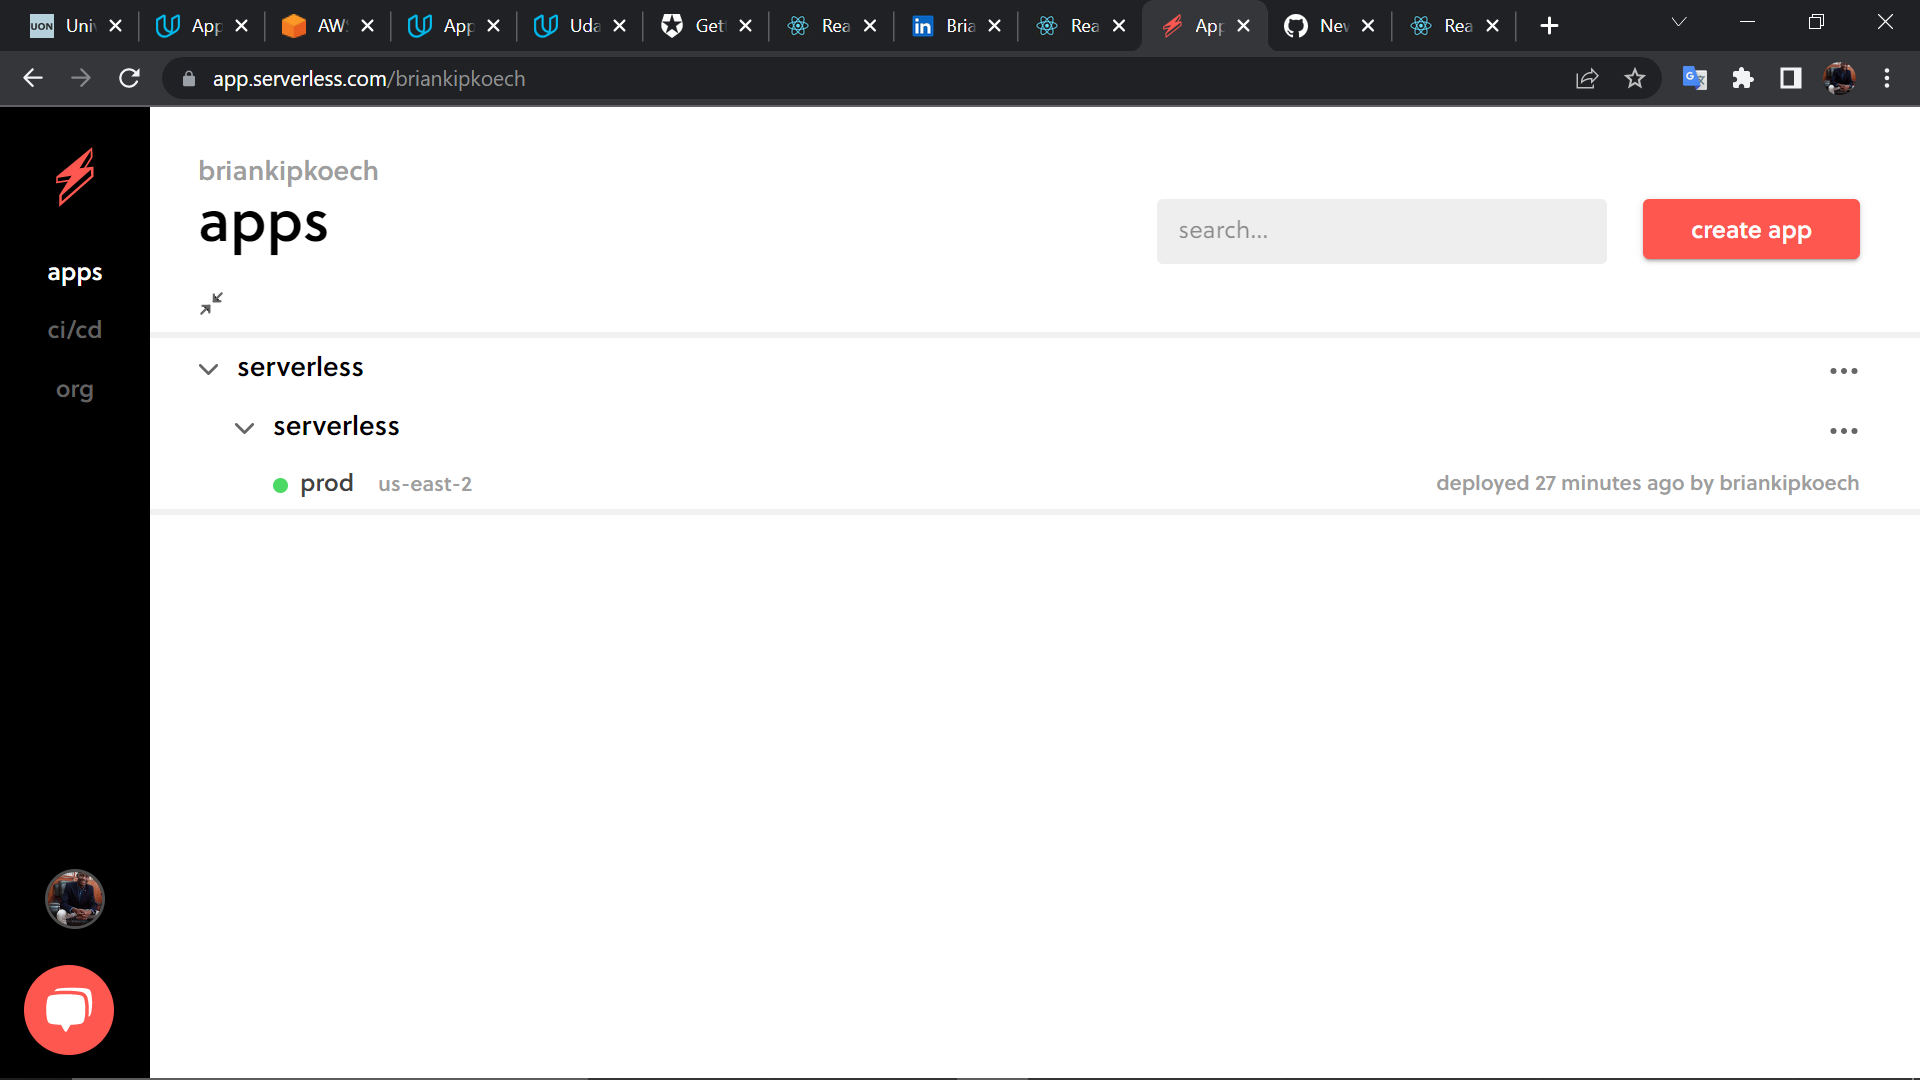 UON Uni App AWS App Uda Get Rea Bria Rea App New Rea
app.serverless.com/briankipkoech
briankipkoech
apps
search...
create app
apps
ci/cd
org
serverless
serverless
prod us-east-2 deployed 27 minutes ago by briankipkoech